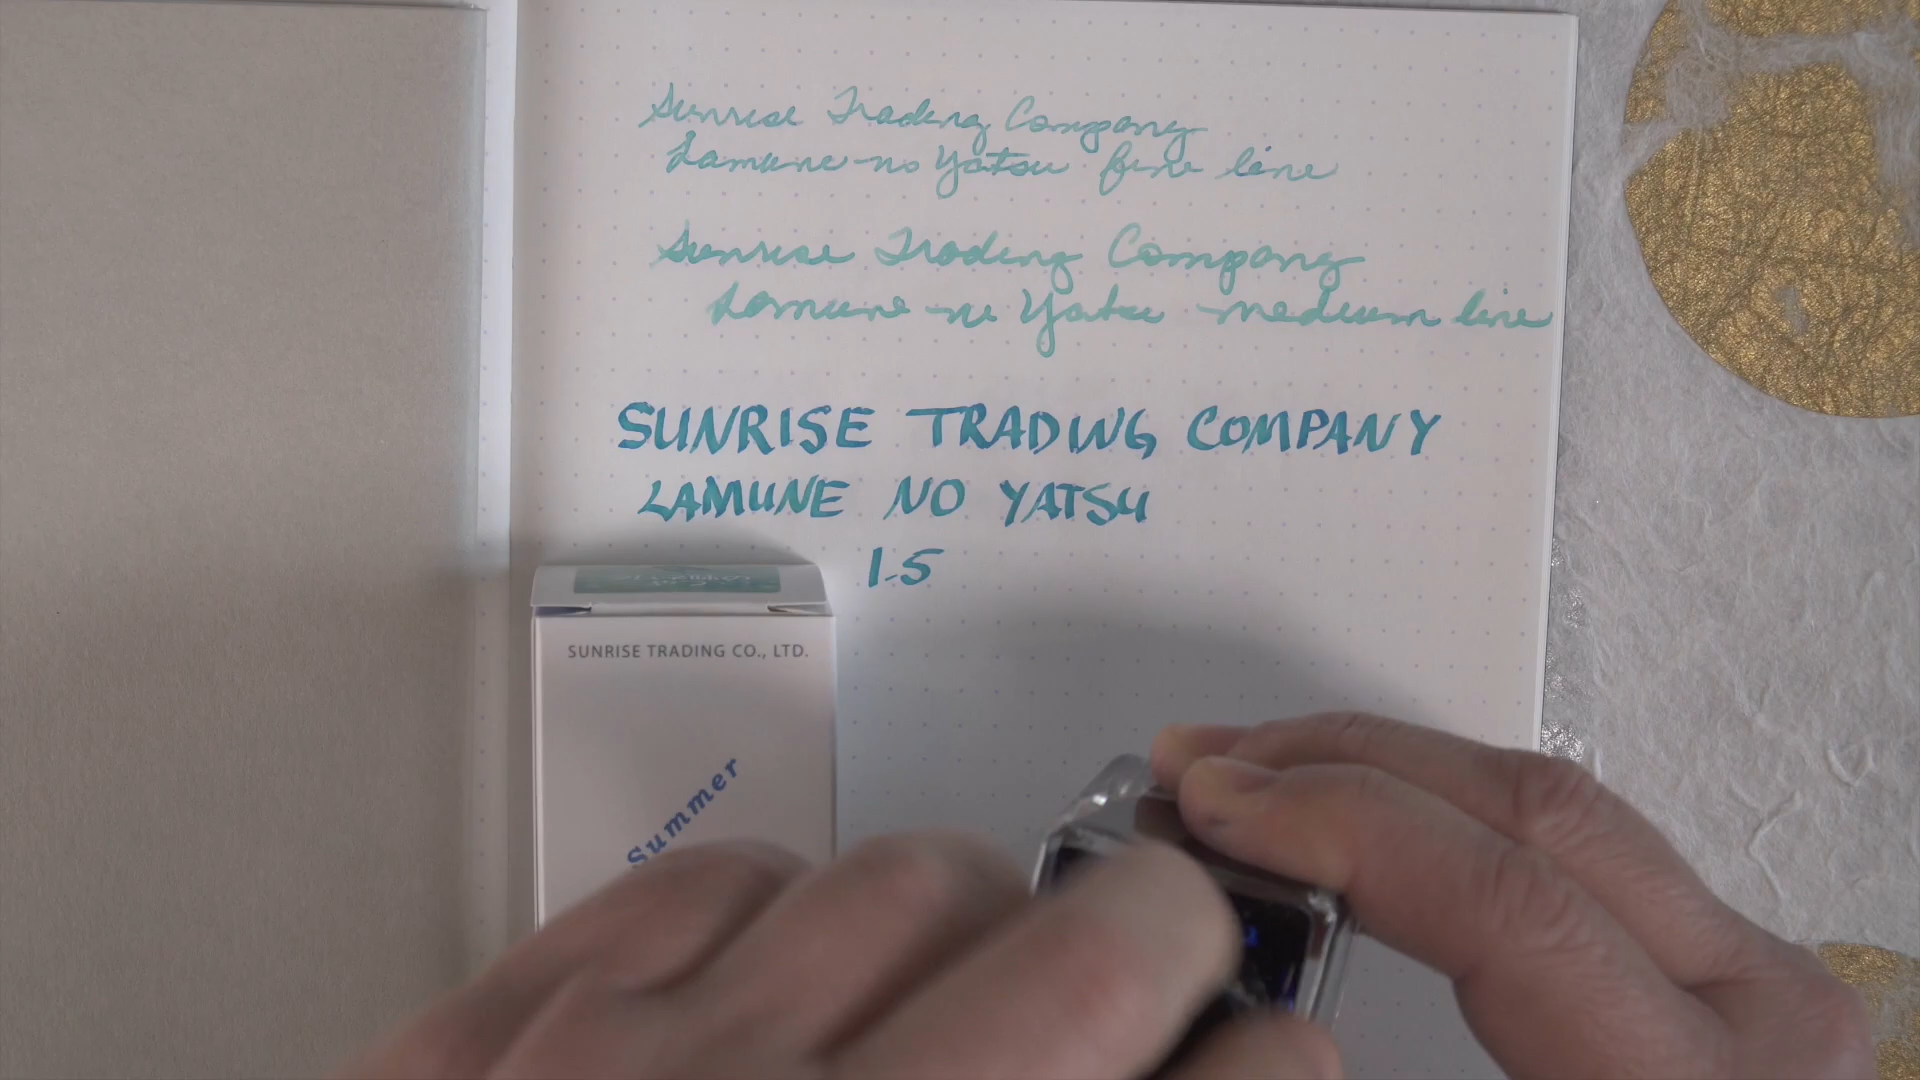 Sunrise Trading Company
Lamune no Yatsu fine line
Sunrise Trading Company
Lamune no Yatsu medium line
SUNRISE TRADING COMPANY
LAMUNE NO YATSU
1.5
SUNRISE TRADING CO., LTD.
Summer